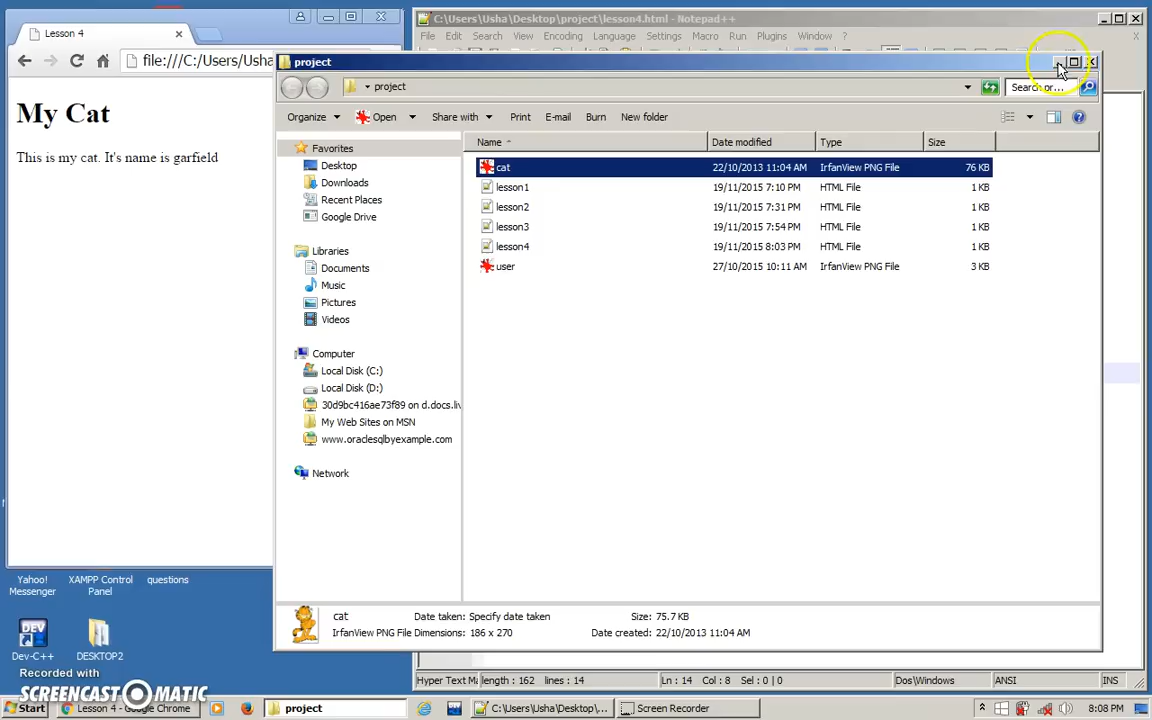 Lesson 4
file:///C:/Users/Usha
My Cat
This is my cat. It's name is garfield
C:\Users\Usha\Desktop\project\lesson4.html - Notepad++
File Edit Search View Encoding Language Settings Macro Run Plugins Window ? X
project
project
Search pr...
Organize Open Share with Print E-mail Burn New folder
Name Date modified Type Size
Favorites
Desktop
Downloads
Recent Places
Google Drive
Libraries
Documents
Music
Pictures
Videos
Computer
Local Disk (C:)
Local Disk (D:)
30d9bc416ae73f89 on d.docs.liv
My Web Sites on MSN
www.oraclesqlbyexample.com
Network
cat 22/10/2013 11:04 AM IrfanView PNG File 76 KB
lesson1 19/11/2015 7:10 PM HTML File 1 KB
lesson2 19/11/2015 7:31 PM HTML File 1 KB
lesson3 19/11/2015 7:54 PM HTML File 1 KB
lesson4 19/11/2015 8:03 PM HTML File 1 KB
user 27/10/2015 10:11 AM IrfanView PNG File 3 KB
cat Date taken: Specify date taken Size: 75.7 KB
IrfanView PNG File Dimensions: 186 x 270 Date created: 22/10/2013 11:04 AM
Yahoo! Messenger
XAMPP Control Panel
questions
DEV
Dev-C++
DESKTOP2
Recorded with
SCREENCAST MATIC
Hyper Text Ma length : 162 lines : 14 Ln : 14 Col : 8 Sel : 0 | 0 Dos\Windows ANSI INS
Start Lesson 4 - Google Chrome project C:\Users\Usha\Desktop\... Screen Recorder 8:08 PM